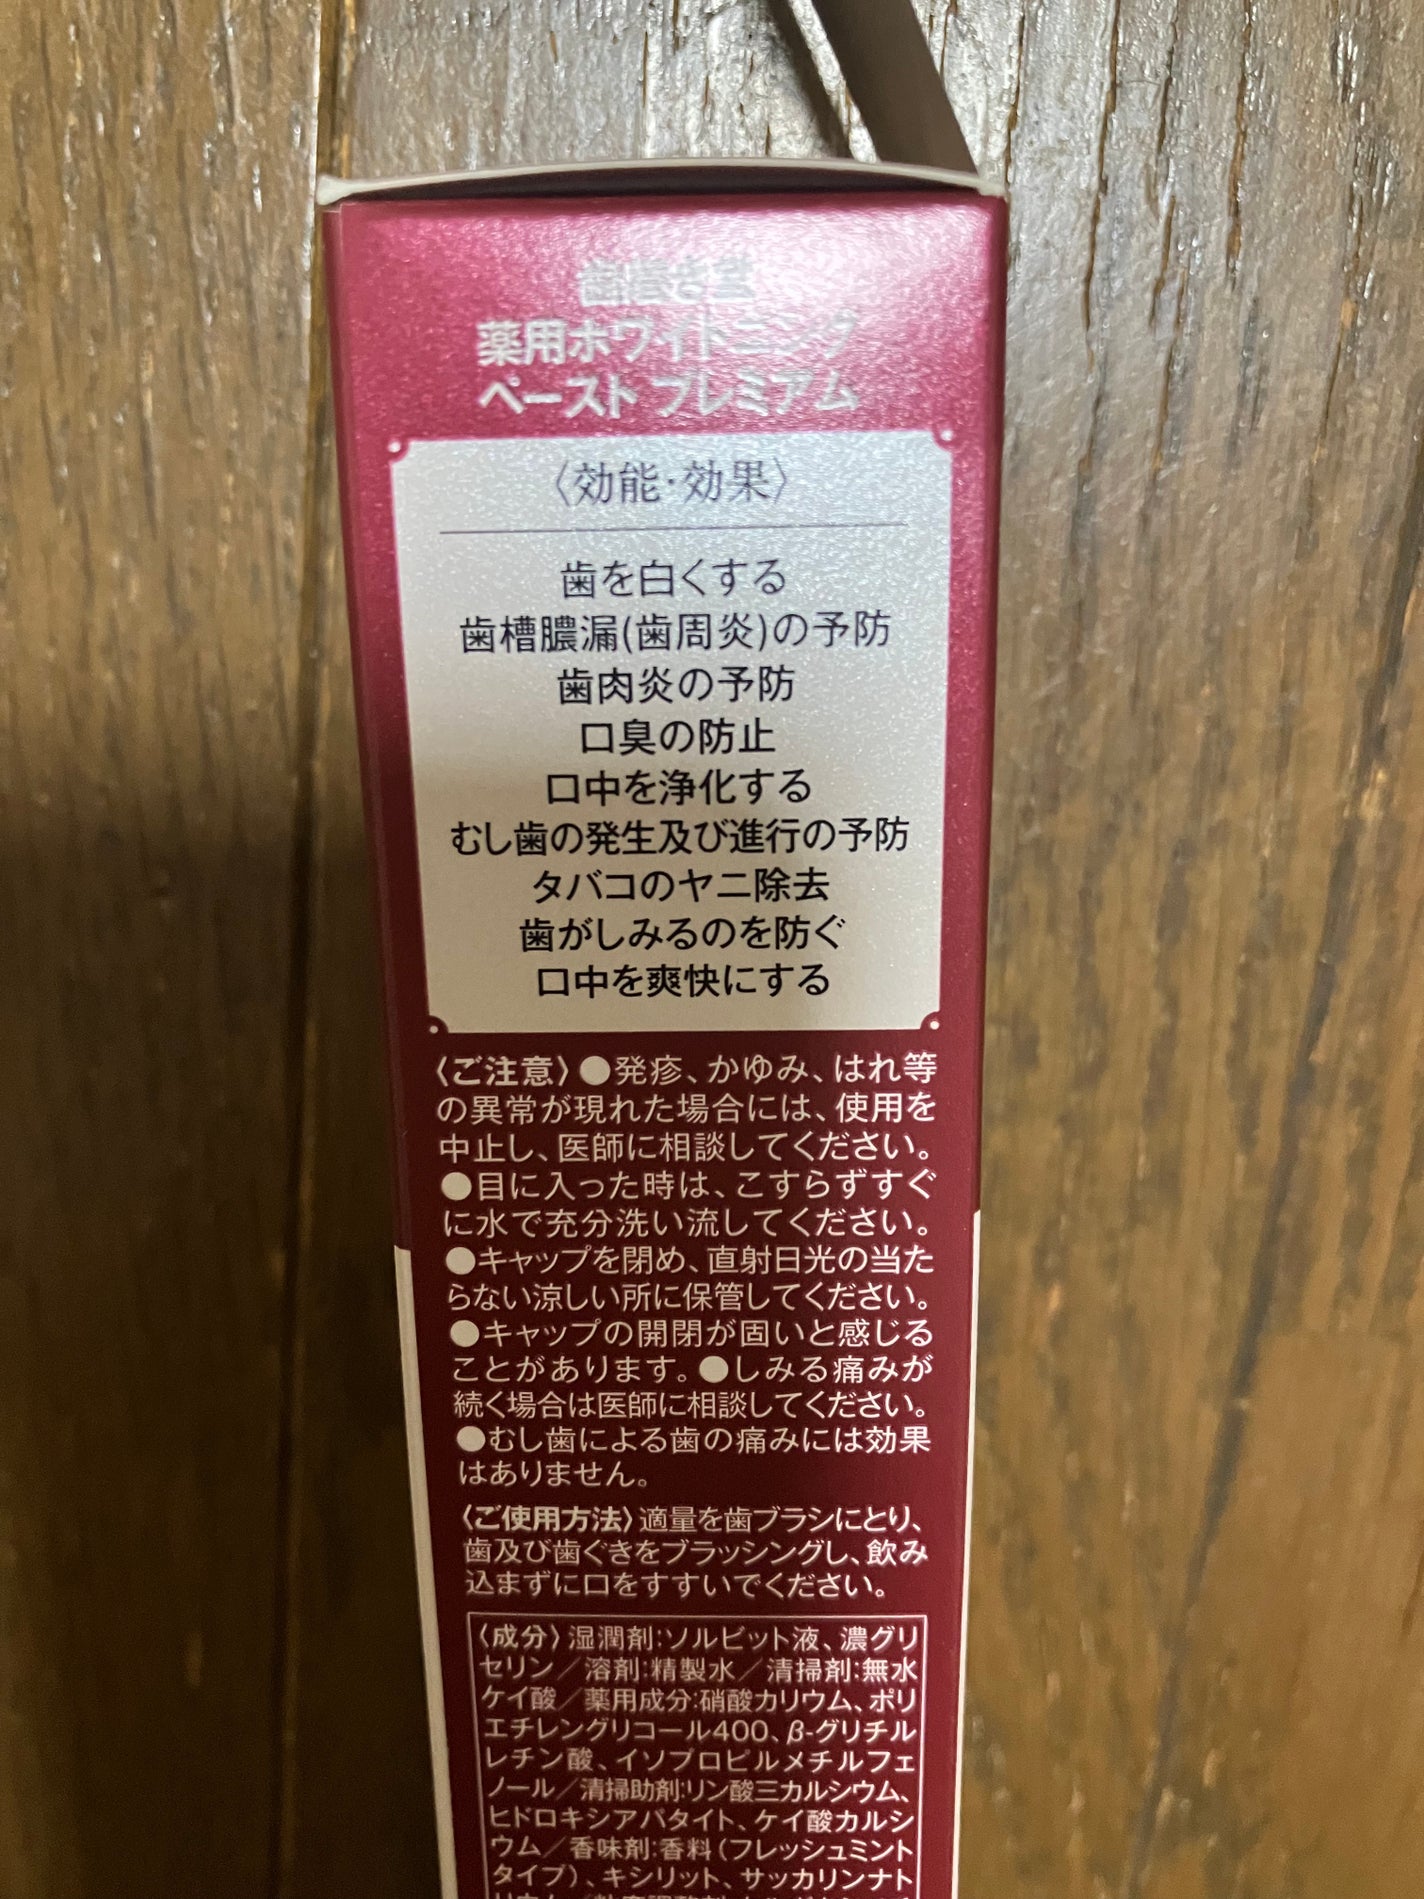 歯磨き堂
薬用ホワイトニング
ペースト プレミアム
〈効能・効果〉
歯を白くする
歯槽膿漏(歯周炎)の予防
歯肉炎の予防
口臭の防止
口中を浄化する
むし歯の発生及び進行の予防
タバコのヤニ除去
歯がしみるのを防ぐ
口中を爽快にする
〈ご注意〉●発疹、かゆみ、はれ等
の異常が現れた場合には、使用を
中止し、医師に相談してください。
●目に入った時は、こすらずすぐ
に水で充分洗い流してください。
●キャップを閉め、直射日光の当た
らない涼しい所に保管してください。
●キャップの開閉が固いと感じる
ことがあります。●しみる痛みが
続く場合は医師に相談してください。
●むし歯による歯の痛みには効果
はありません。
〈ご使用方法〉適量を歯ブラシにとり、
歯及び歯ぐきをブラッシングし、飲み
込まずに口をすすいでください。
〈成分〉湿潤剤:ソルビット液、濃グリ
セリン／溶剤:精製水／清掃剤:無水
ケイ酸／薬用成分:硝酸カリウム、ポリ
エチレングリコール400、β-グリチル
レチン酸、イソプロピルメチルフェ
ノール／清掃助剤:リン酸三カルシウム、
ヒドロキシアパタイト、ケイ酸カルシ
ウム／香味剤:香料(フレッシュミント
タイプ)、キシリット、サッカリンナト